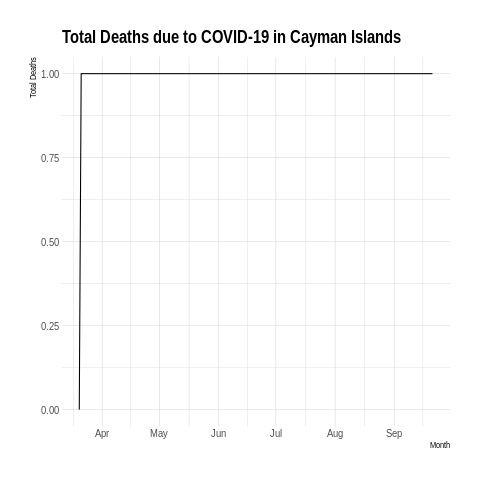 Total Deaths due to COVID-19 in Cayman Islands
Total Deaths
1.00
0.75
0.50
0.25
0.00
Apr May Jun Jul Aug Sep
Month